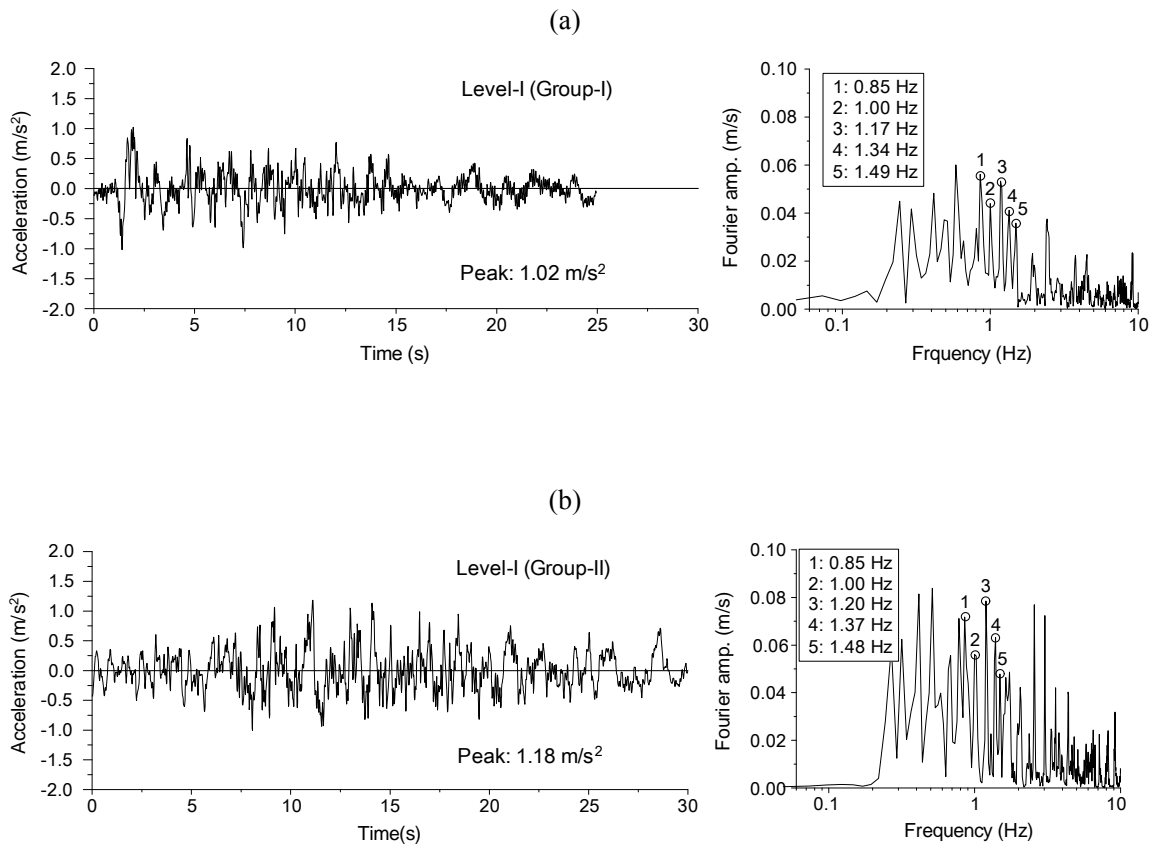 (a)
2.0
1.5
1.0
0.5
0.0
-0.5
-1.0
-1.5
-2.0
Acceleration (m/s²)
Level-I (Group-I)
Peak: 1.02 m/s²
0 5 10 15 20 25 30
Time (s)
0.10
0.08
0.06
0.04
0.02
0.00
Fourier amp. (m/s)
1: 0.85 Hz
2: 1.00 Hz
3: 1.17 Hz
4: 1.34 Hz
5: 1.49 Hz
1 2 3 4 5
0.1 1 10
Frquency (Hz)
(b)
2.0
1.5
1.0
0.5
0.0
-0.5
-1.0
-1.5
-2.0
Acceleration (m/s²)
Level-I (Group-II)
Peak: 1.18 m/s²
0 5 10 15 20 25 30
Time(s)
0.10
0.08
0.06
0.04
0.02
0.00
Fourier amp. (m/s)
1: 0.85 Hz
2: 1.00 Hz
3: 1.20 Hz
4: 1.37 Hz
5: 1.48 Hz
1 2 3 4 5
0.1 1 10
Frequency (Hz)